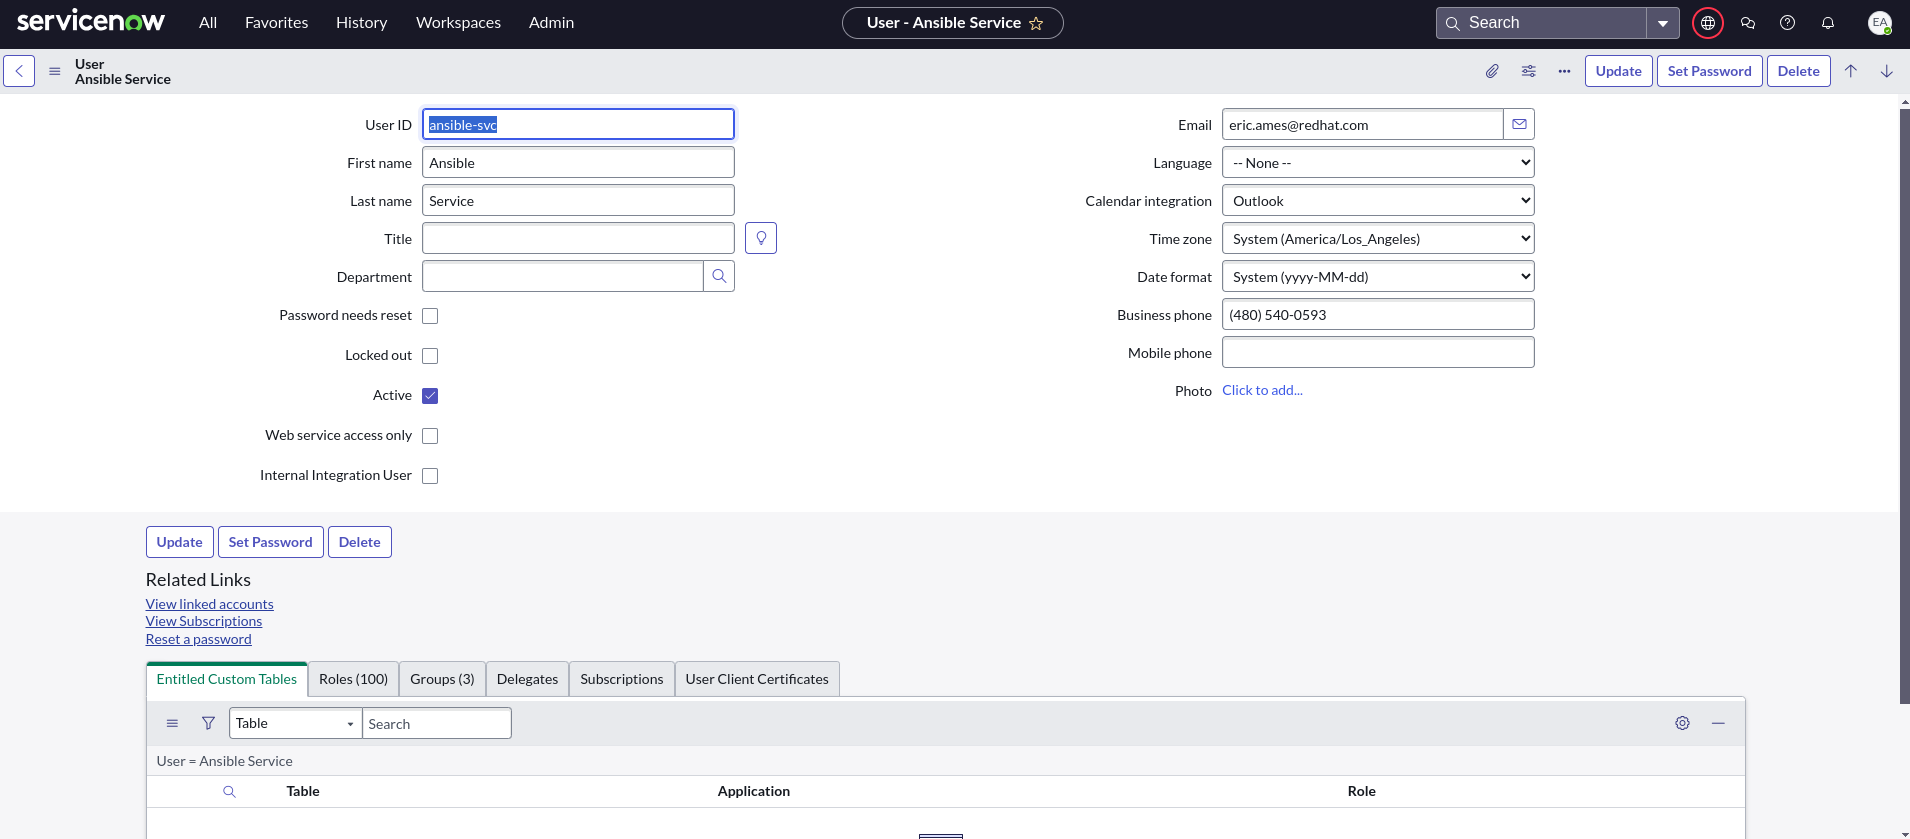 servicenow All Favorites History Workspaces Admin User - Ansible Service Search EA
User
Ansible Service
Update Set Password Delete
User ID ansible-svc
First name Ansible
Last name Service
Title
Department
Password needs reset
Locked out
Active
Web service access only
Internal Integration User
Email eric.ames@redhat.com
Language -- None --
Calendar integration Outlook
Time zone System (America/Los_Angeles)
Date format System (yyyy-MM-dd)
Business phone (480) 540-0593
Mobile phone
Photo Click to add...
Update Set Password Delete
Related Links
View linked accounts
View Subscriptions
Reset a password
Entitled Custom Tables Roles (100) Groups (3) Delegates Subscriptions User Client Certificates
Table Search
User = Ansible Service
Table Application Role